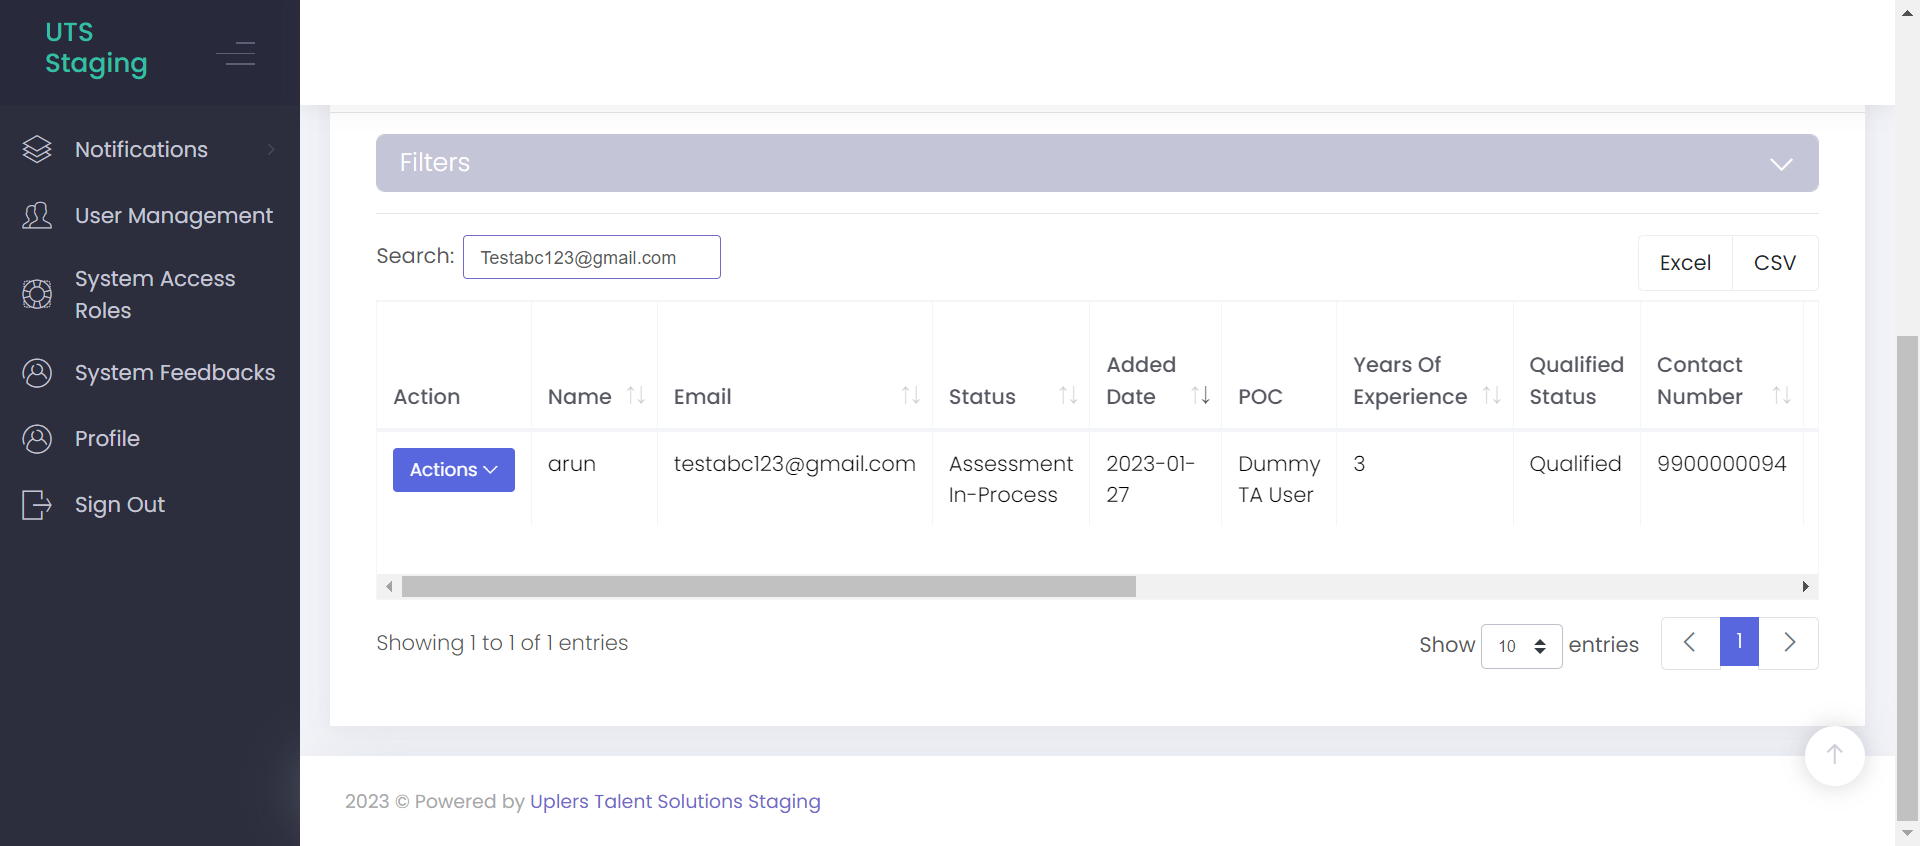 UTS
Staging
Notifications
User Management
System Access
Roles
System Feedbacks
Profile
Sign Out
Filters
Search: Testabc123@gmail.com
Excel CSV
Action Name Email Status Added Date POC Years Of Experience Qualified Status Contact Number
Actions arun testabc123@gmail.com Assessment In-Process 2023-01-27 Dummy TA User 3 Qualified 9900000094
Showing 1 to 1 of 1 entries
Show 10 entries 1
2023 © Powered by Uplers Talent Solutions Staging